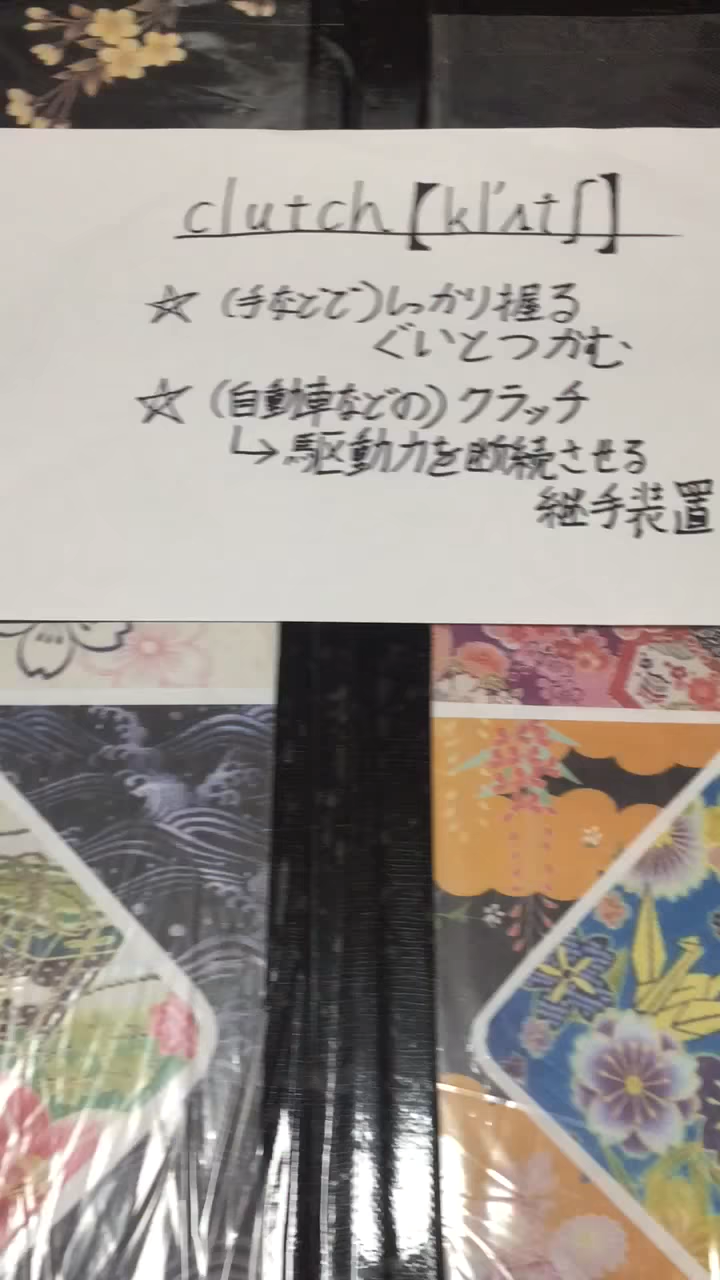 clutch【kl'ʌtʃ】
☆ (手などで)しっかり握る
ぐいとつかむ
☆ (自動車などの)クラッチ
↳駆動力を断続させる
継手装置